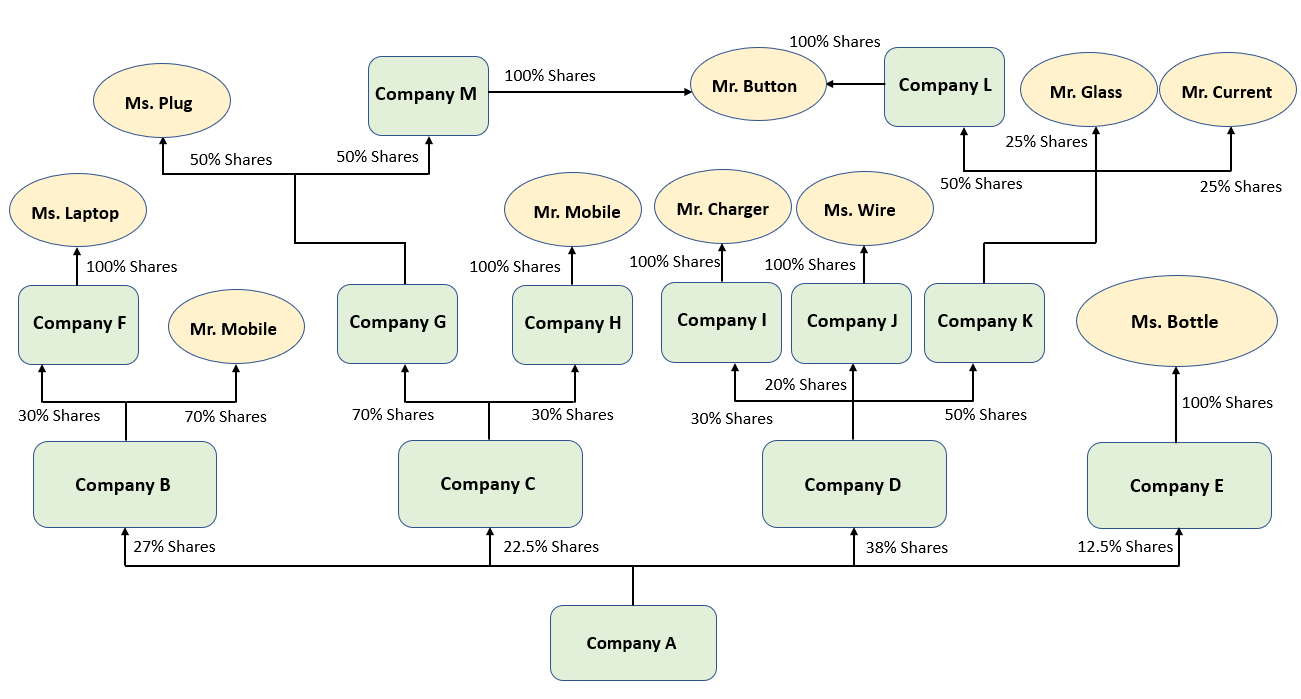 100% Shares
Company M
100% Shares
Mr. Button
Company L
Ms. Plug
Mr. Glass
Mr. Current
50% Shares
50% Shares
25% Shares
50% Shares
25% Shares
Ms. Laptop
Mr. Mobile
Mr. Charger
Ms. Wire
100% Shares
100% Shares
100% Shares
100% Shares
Company F
Mr. Mobile
Company G
Company H
Company I
Company J
Company K
Ms. Bottle
30% Shares
70% Shares
70% Shares
30% Shares
30% Shares
20% Shares
50% Shares
100% Shares
Company B
Company C
Company D
Company E
27% Shares
22.5% Shares
38% Shares
12.5% Shares
Company A